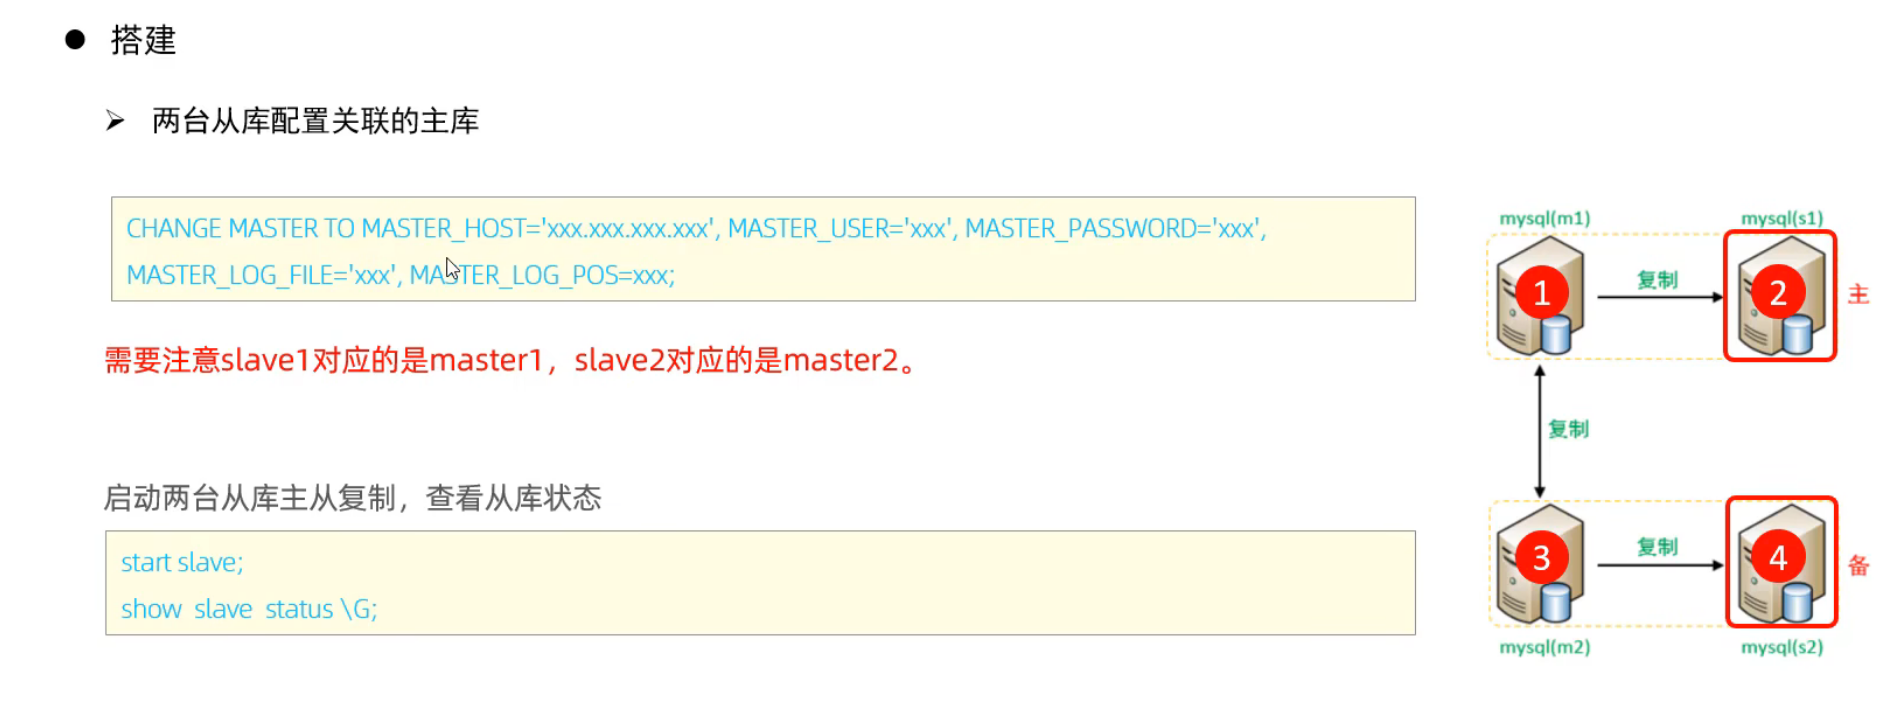 搭建
两台从库配置关联的主库
CHANGE MASTER TO MASTER_HOST='xxx.xxx.xxx.xxx', MASTER_USER='xxx', MASTER_PASSWORD='xxx',
MASTER_LOG_FILE='xxx', MASTER_LOG_POS=xxx;
需要注意slave1对应的是master1，slave2对应的是master2。
启动两台从库主从复制，查看从库状态
start slave;
show slave status \G;
mysql(m1)
mysql(s1)
1
复制
2
主
复制
3
复制
4
备
mysql(m2)
mysql(s2)